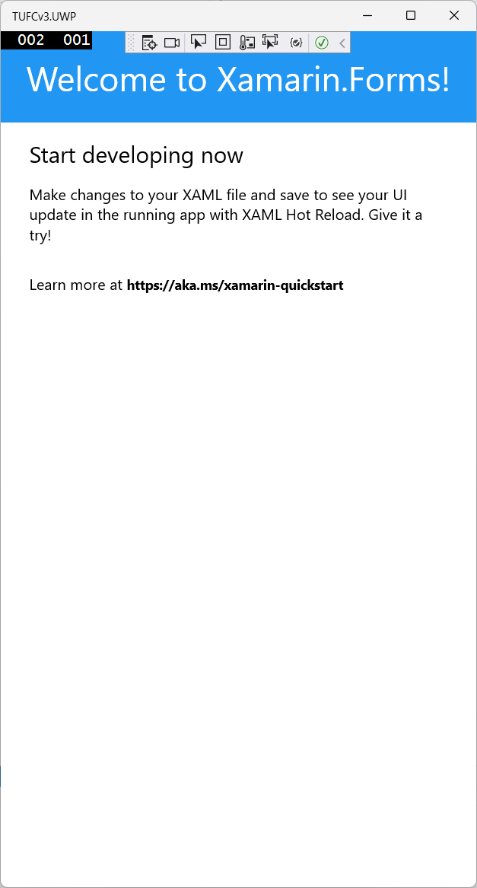 TUFCv3.UWP
002 001
Welcome to Xamarin.Forms!
Start developing now
Make changes to your XAML file and save to see your UI
update in the running app with XAML Hot Reload. Give it a
try!
Learn more at https://aka.ms/xamarin-quickstart